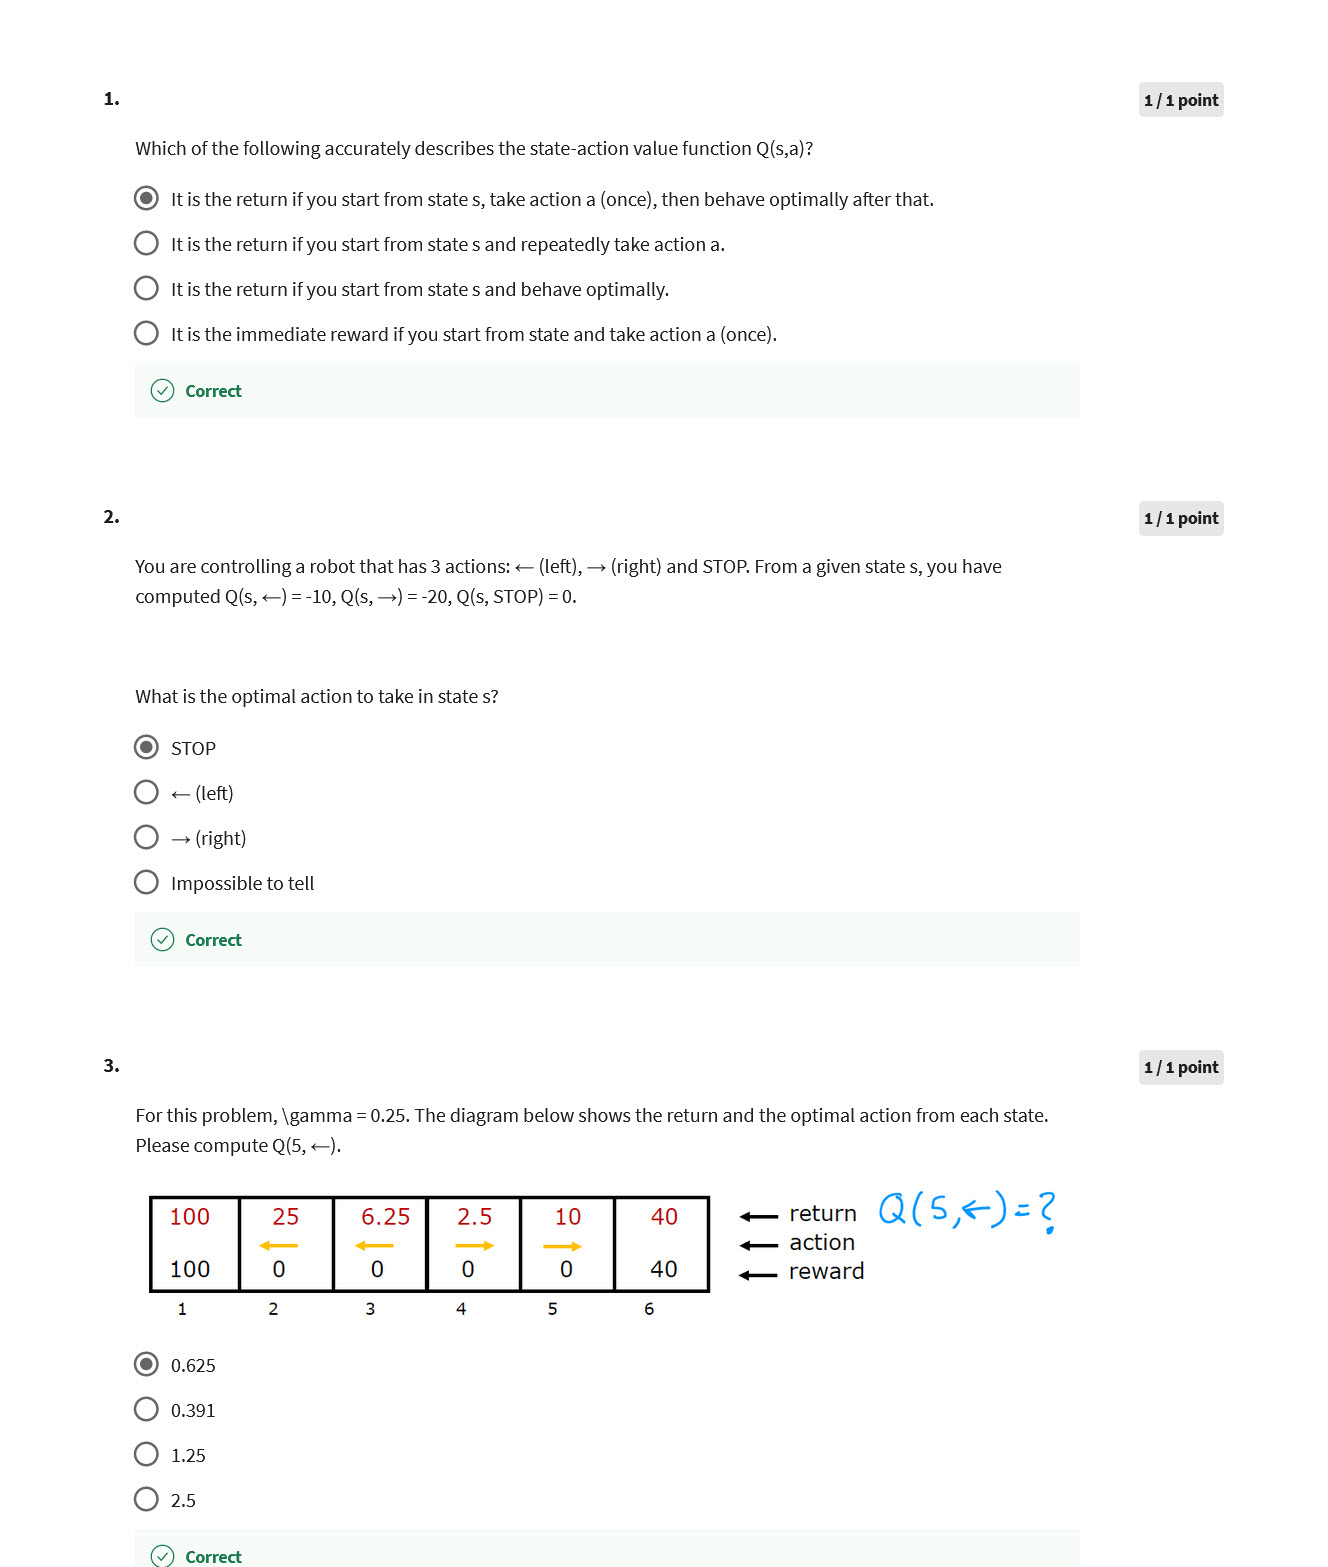 1.
1 / 1 point
Which of the following accurately describes the state-action value function Q(s,a)?
It is the return if you start from state s, take action a (once), then behave optimally after that.
It is the return if you start from state s and repeatedly take action a.
It is the return if you start from state s and behave optimally.
It is the immediate reward if you start from state and take action a (once).
Correct
2.
1 / 1 point
You are controlling a robot that has 3 actions: ← (left), → (right) and STOP. From a given state s, you have
computed Q(s, ←) = -10, Q(s, →) = -20, Q(s, STOP) = 0.
What is the optimal action to take in state s?
STOP
← (left)
→ (right)
Impossible to tell
Correct
3.
1 / 1 point
For this problem, \gamma = 0.25. The diagram below shows the return and the optimal action from each state.
Please compute Q(5, ←).
100 25 6.25 2.5 10 40 ← return Q(5,←)=?
← ← → → ← action
100 0 0 0 0 40 ← reward
1 2 3 4 5 6
0.625
0.391
1.25
2.5
Correct